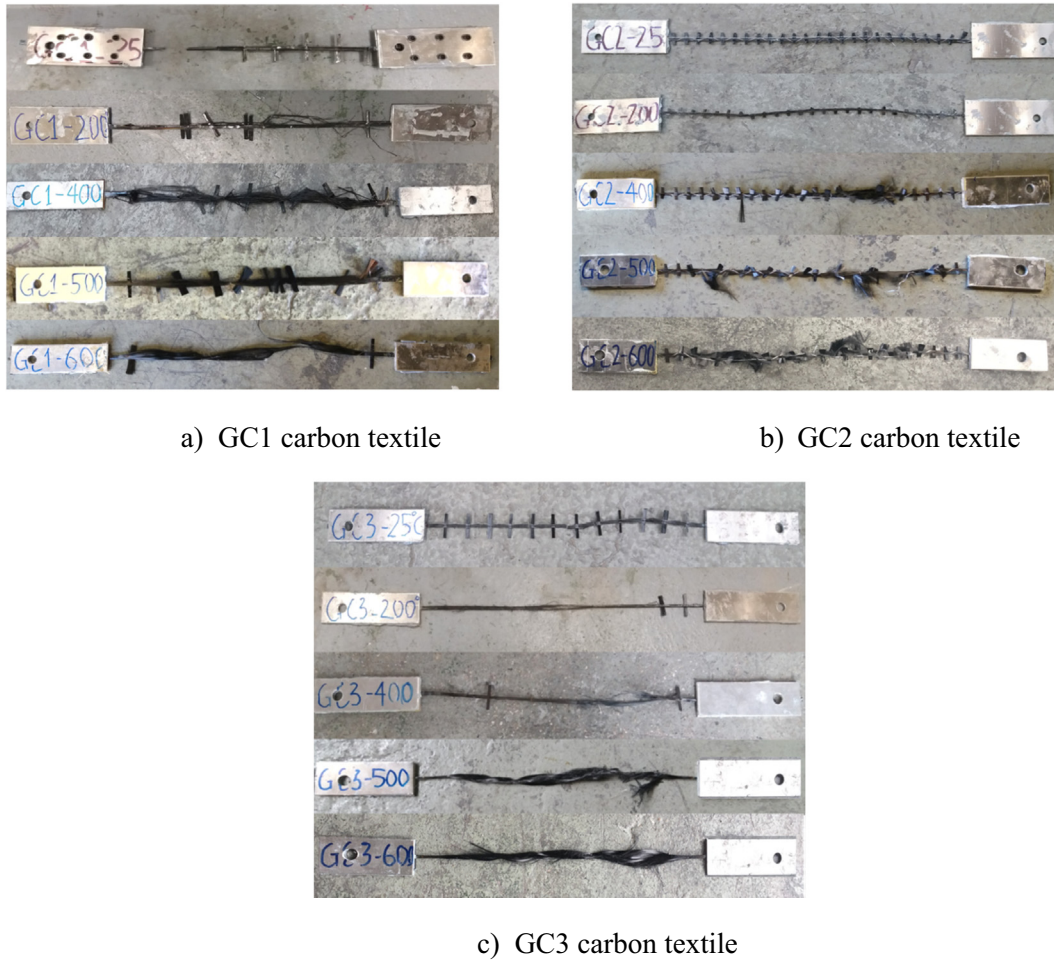 GC1-25
GC1-200
GC1-400
GC1-500
GC1-600
GC2-25
GC2-200
GC2-400
GC2-500
GC2-600
a) GC1 carbon textile
b) GC2 carbon textile
GC3-25°C
GC3-200°
GC3-400
GC3-500
GC3-600
c) GC3 carbon textile